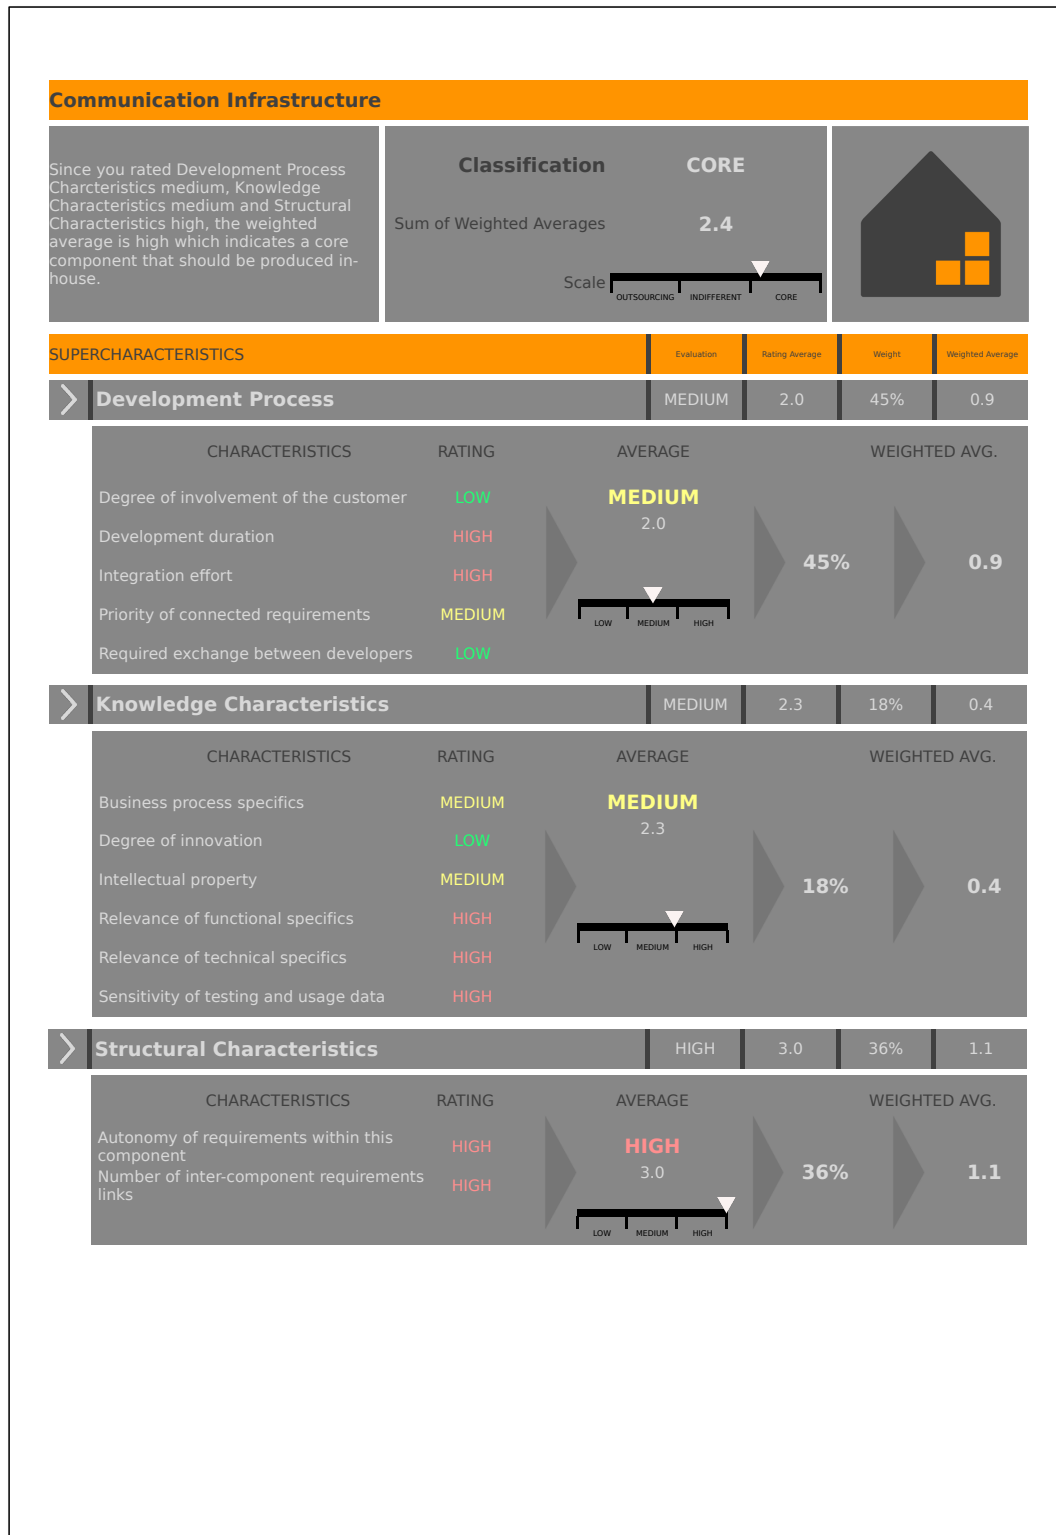 Communication Infrastructure
Since you rated Development Process
Charcteristics medium, Knowledge
Characteristics medium and Structural
Characteristics high, the weighted
average is high which indicates a core
component that should be produced in-
house.
Classification CORE
Sum of Weighted Averages 2.4
Scale
OUTSOURCING INDIFFERENT CORE
SUPERCHARACTERISTICS Evaluation Rating Average Weight Weighted Average
Development Process MEDIUM 2.0 45% 0.9
CHARACTERISTICS RATING AVERAGE WEIGHTED AVG.
Degree of involvement of the customer LOW MEDIUM
2.0
Development duration HIGH
45% 0.9
Integration effort HIGH
Priority of connected requirements MEDIUM
LOW MEDIUM HIGH
Required exchange between developers LOW
Knowledge Characteristics MEDIUM 2.3 18% 0.4
CHARACTERISTICS RATING AVERAGE WEIGHTED AVG.
Business process specifics MEDIUM MEDIUM
2.3
Degree of innovation LOW
Intellectual property MEDIUM
18% 0.4
Relevance of functional specifics HIGH
LOW MEDIUM HIGH
Relevance of technical specifics HIGH
Sensitivity of testing and usage data HIGH
Structural Characteristics HIGH 3.0 36% 1.1
CHARACTERISTICS RATING AVERAGE WEIGHTED AVG.
Autonomy of requirements within this
component
HIGH HIGH
3.0
36% 1.1
Number of inter-component requirements
links
HIGH
LOW MEDIUM HIGH